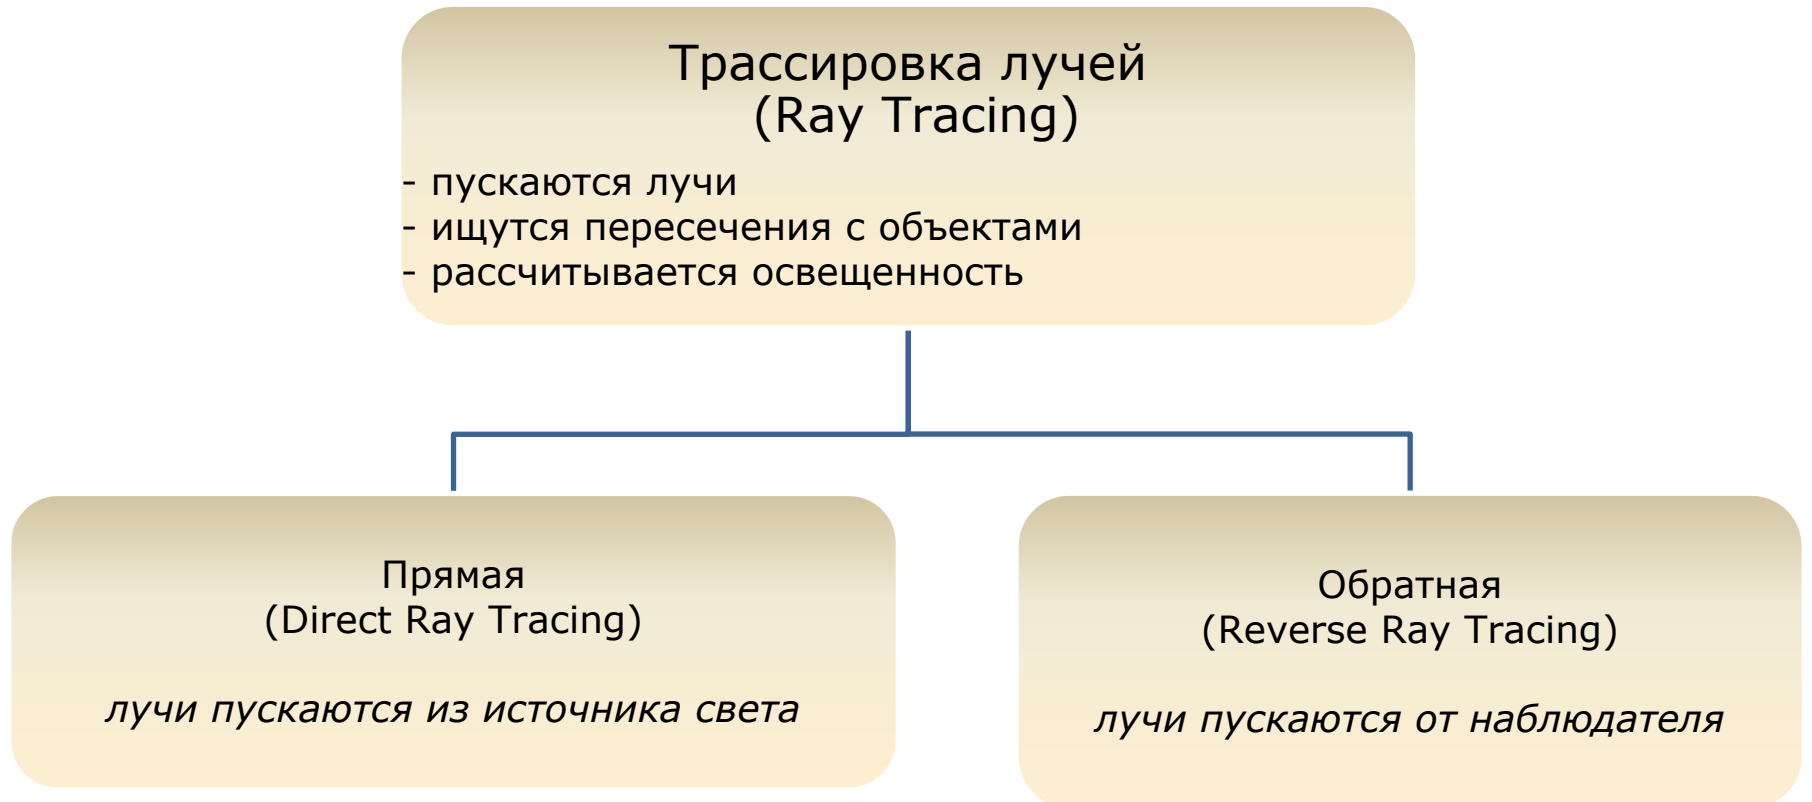 Трассировка лучей
(Ray Tracing)
- пускаются лучи
- ищутся пересечения с объектами
- рассчитывается освещенность
Прямая
(Direct Ray Tracing)
лучи пускаются из источника света
Обратная
(Reverse Ray Tracing)
лучи пускаются от наблюдателя